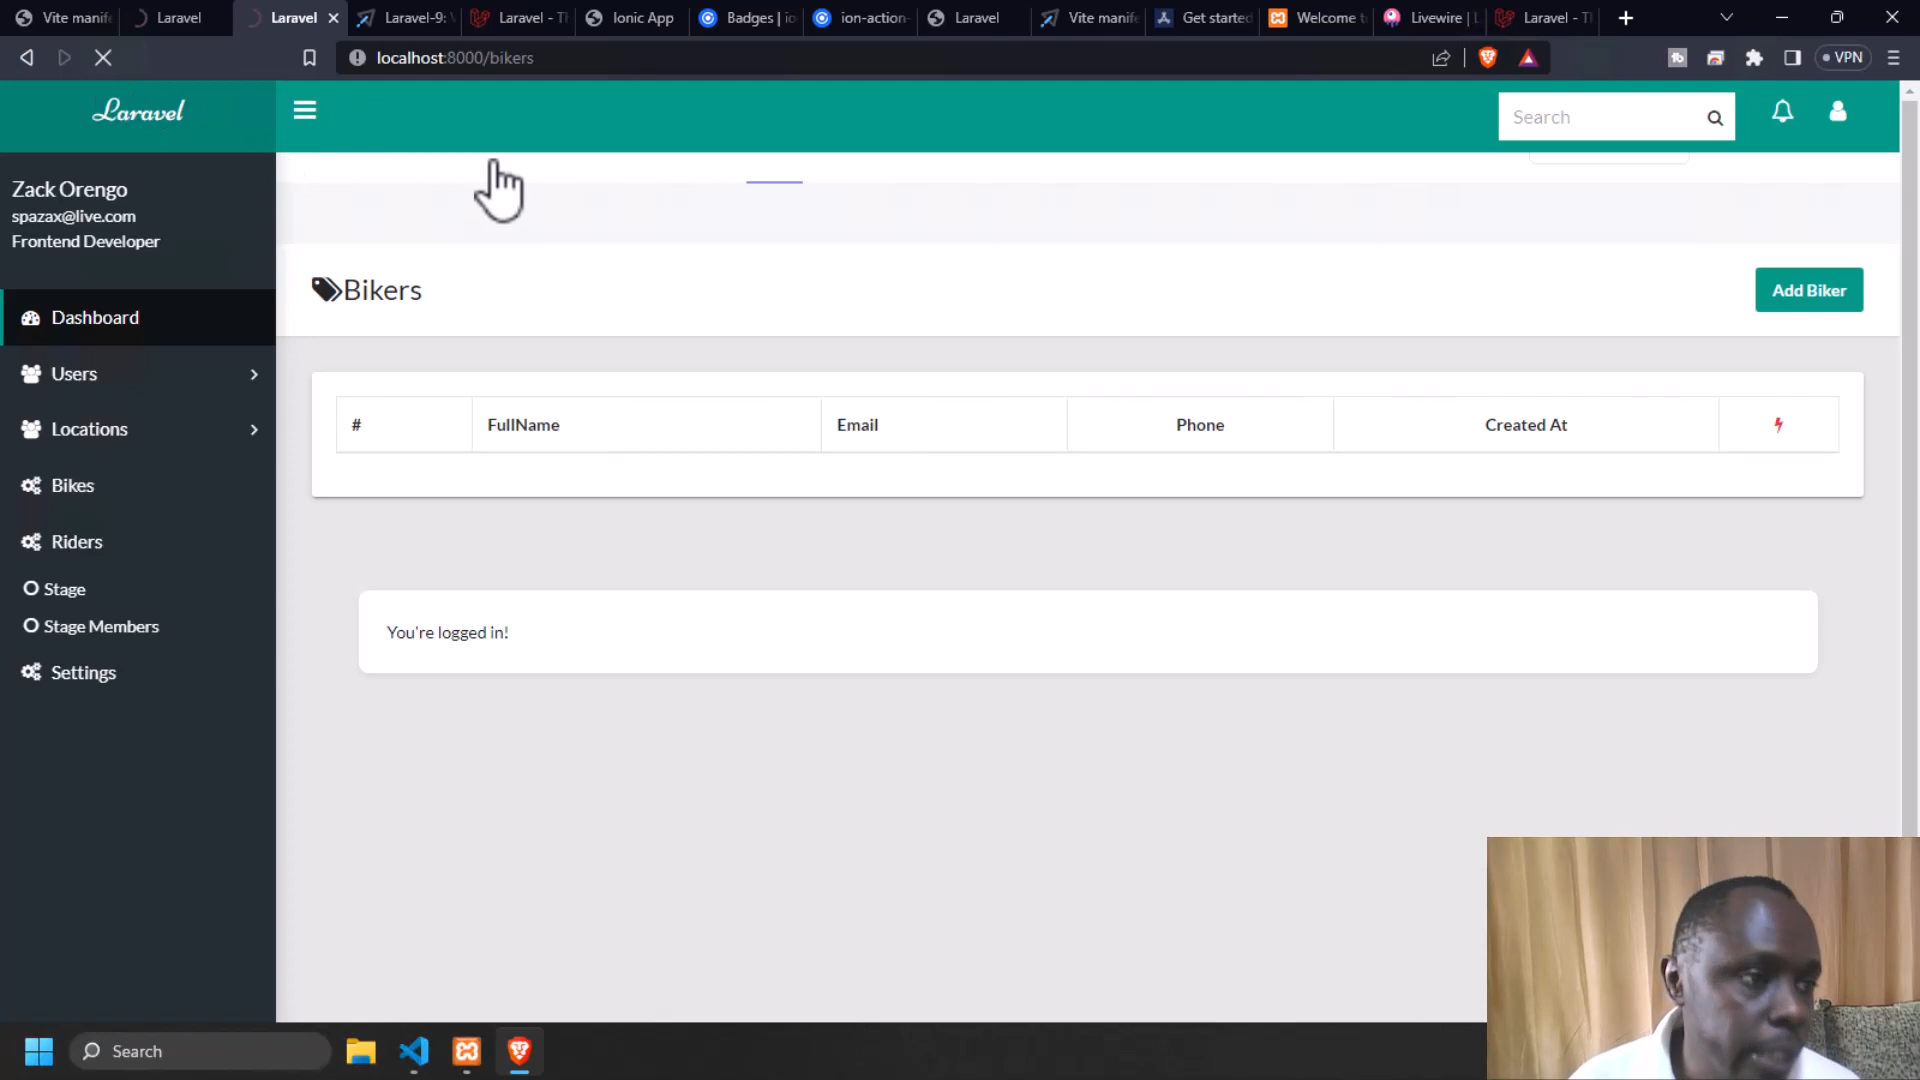 Vite manif
Laravel
Laravel
Laravel-9:
Laravel - T
Ionic App
Badges | io
ion-action-
Laravel
Vite manife
Get started
Welcome to
Livewire | L
Laravel - T
localhost:8000/bikers
VPN
Laravel
Search
Zack Orengo
spazax@live.com
Frontend Developer
Dashboard
Users
Locations
Bikes
Riders
Stage
Stage Members
Settings
Bikers
Add Biker
# FullName Email Phone Created At
You're logged in!
Search